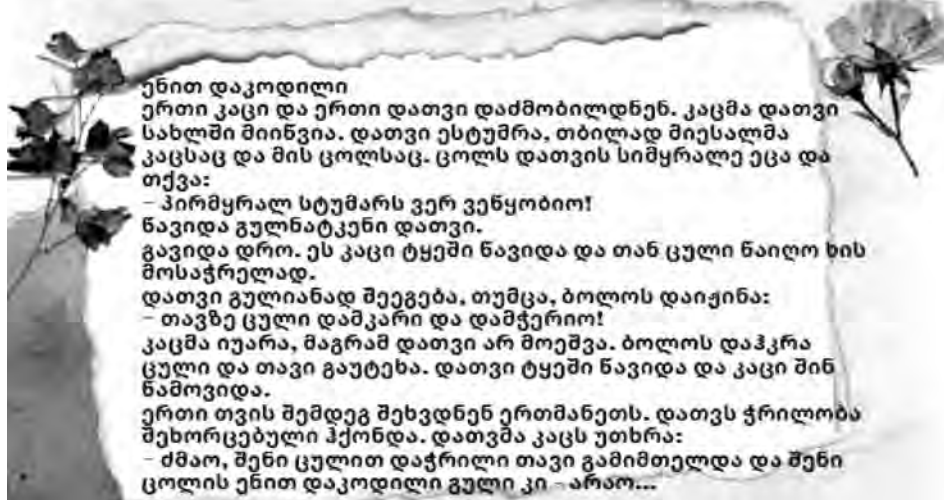 ენით დაკოდილი
ერთი კაცი და ერთი დათვი დაძმობილდნენ. კაცმა დათვი
სახლში მიიწვია. დათვი ესტუმრა, თბილად მიესალმა
კაცსაც და მის ცოლსაც. ცოლს დათვის სიმყრალე ეცა და
თქვა:
– პირმყრალ სტუმარს ვერ ვეწყობიო!
წავიდა გულნატკენი დათვი.
გავიდა დრო. ეს კაცი ტყეში წავიდა და თან ცული წაიღო ხის
მოსაჭრელად.
დათვი გულიანად შეეგება, თუმცა, ბოლოს დაიჟინა:
– თავზე ცული დამკარი და დამჭერიო!
კაცმა იუარა, მაგრამ დათვი არ მოეშვა. ბოლოს დაჰკრა
ცული და თავი გაუტეხა. დათვი ტყეში წავიდა და კაცი შინ
წამოვიდა.
ერთი თვის შემდეგ შეხვდნენ ერთმანეთს. დათვს ჭრილობა
შეხორცებული ჰქონდა. დათვმა კაცს უთხრა:
– ძმაო, შენი ცულით დაჭრილი თავი გამიმთელდა და შენი
ცოლის ენით დაკოდილი გული კი – არაო...